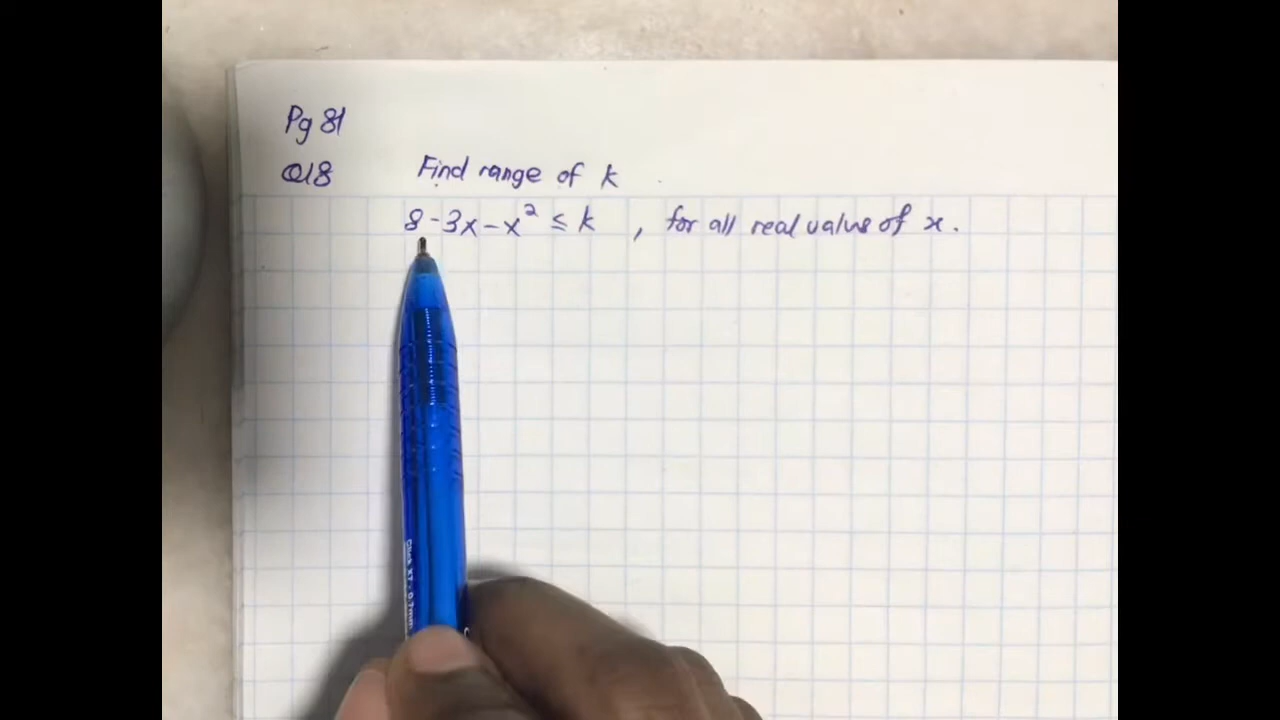 Pg 81
Q18 Find range of k
8 - 3x - x² ≤ k , for all real value of x.